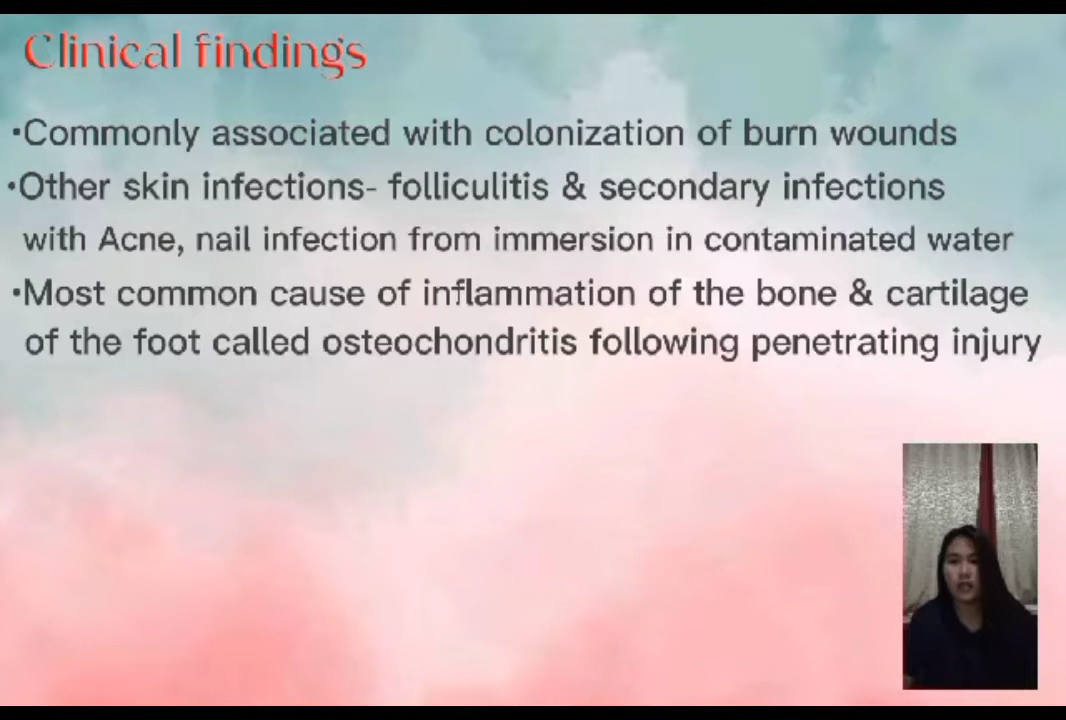 Clinical findings
•Commonly associated with colonization of burn wounds
•Other skin infections- folliculitis & secondary infections
with Acne, nail infection from immersion in contaminated water
•Most common cause of inflammation of the bone & cartilage
of the foot called osteochondritis following penetrating injury